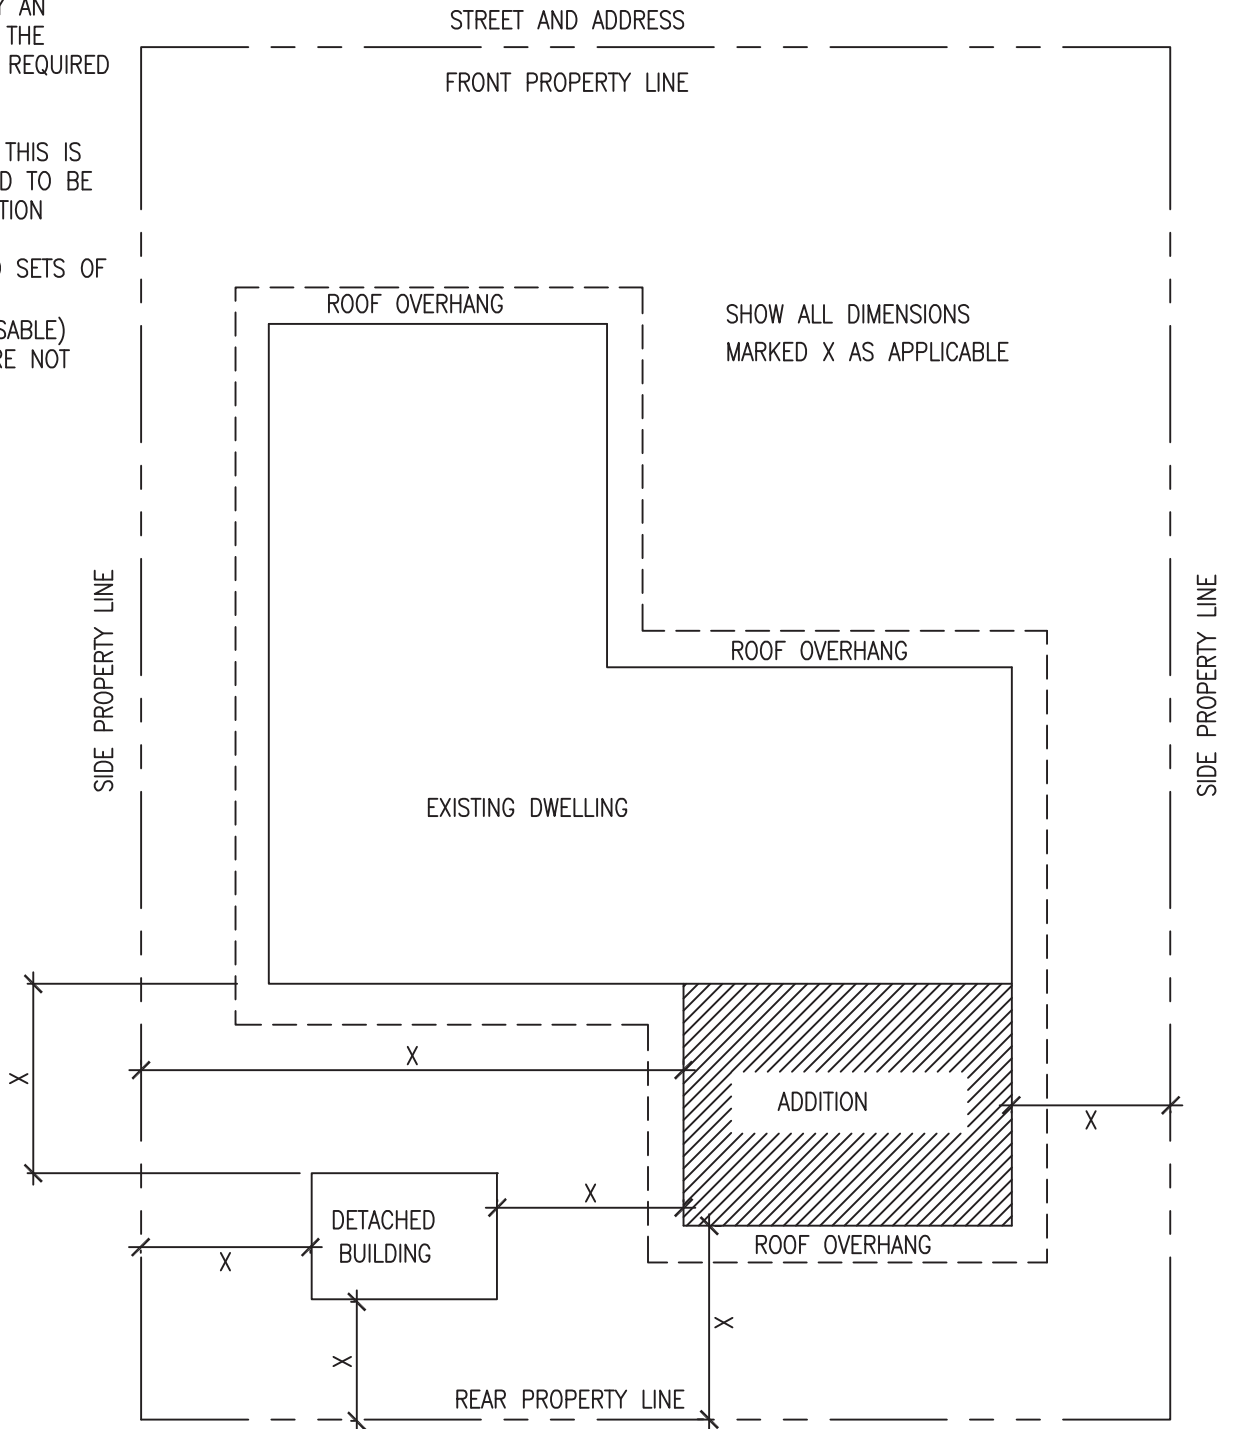 AN
THE
REQUIRED
THIS IS
TO BE
SETS OF
NOT
STREET AND ADDRESS
FRONT PROPERTY LINE
ROOF OVERHANG
SHOW ALL DIMENSIONS
MARKED X AS APPLICABLE
SIDE PROPERTY LINE
SIDE PROPERTY LINE
ROOF OVERHANG
EXISTING DWELLING
X
X
ADDITION
X
X
DETACHED
BUILDING
X
ROOF OVERHANG
X
X
REAR PROPERTY LINE